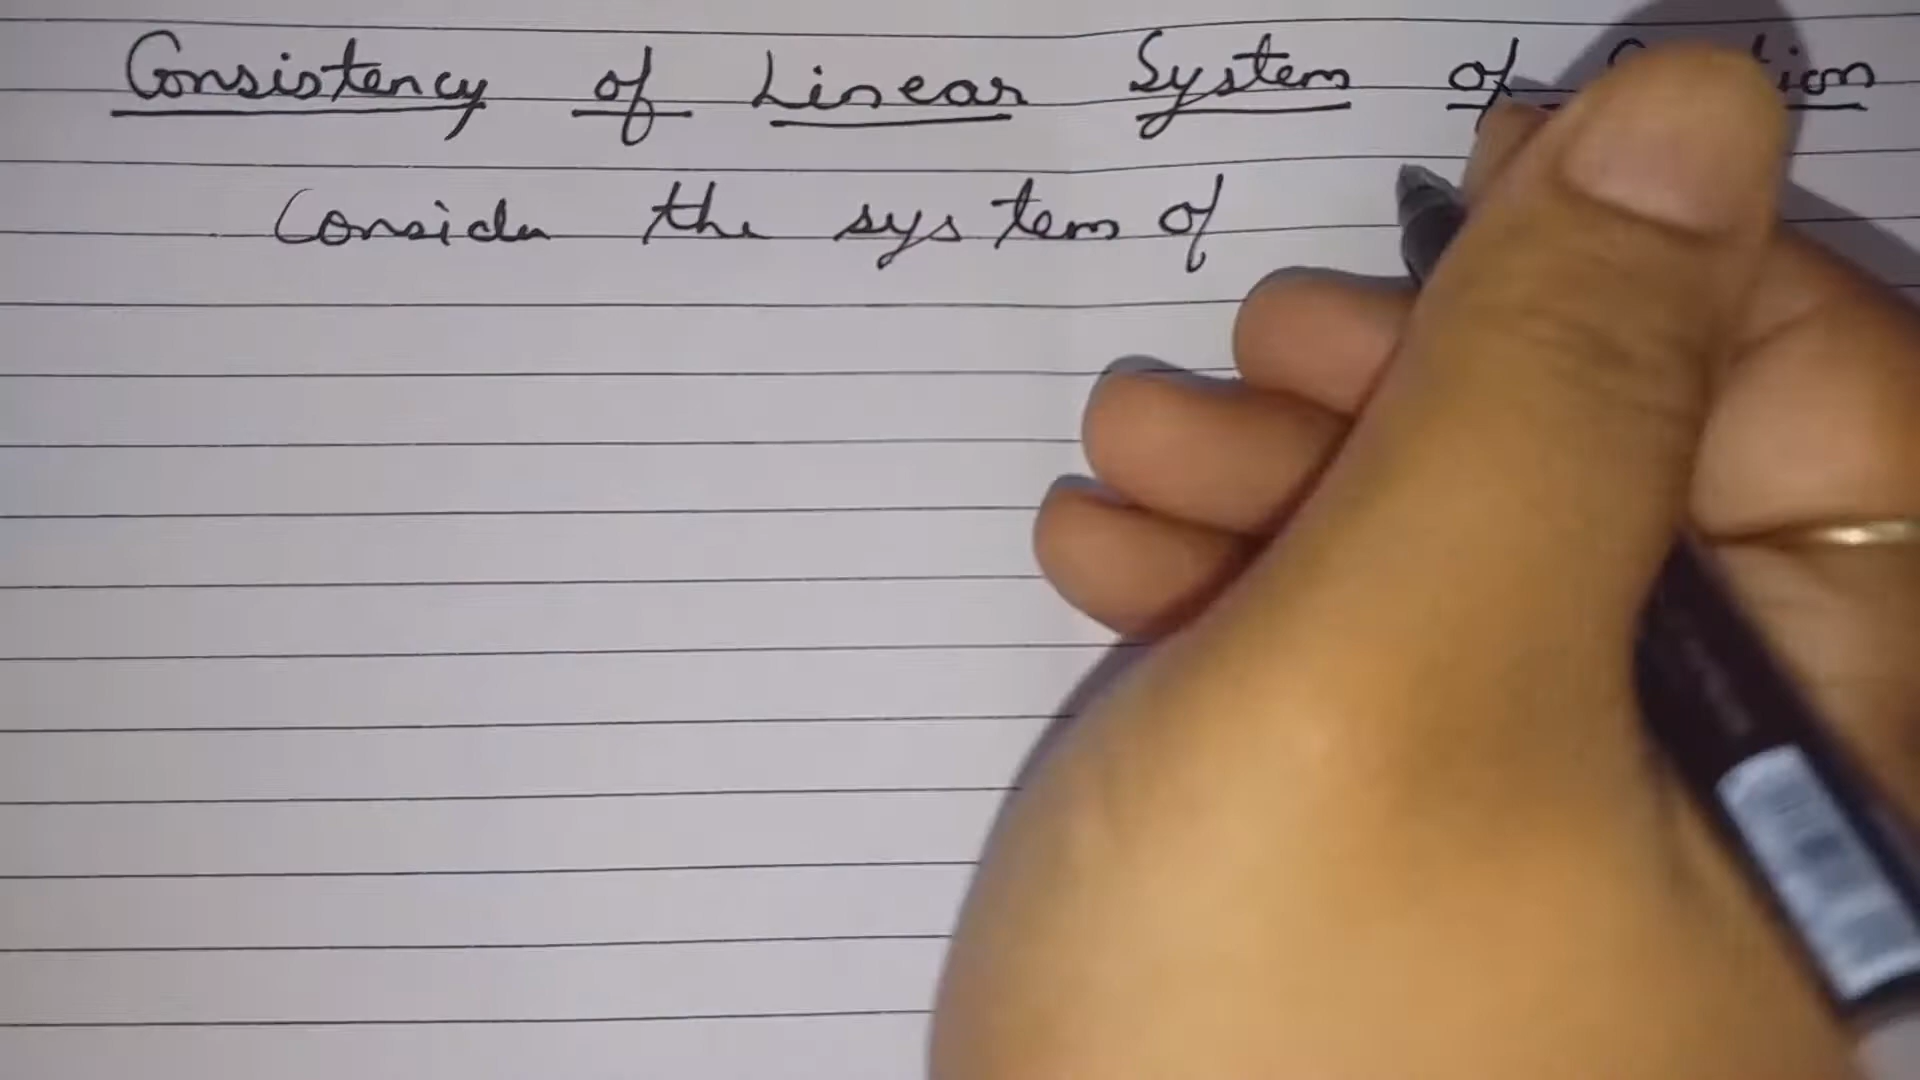 Consistency of Linear System of
Consider the system of